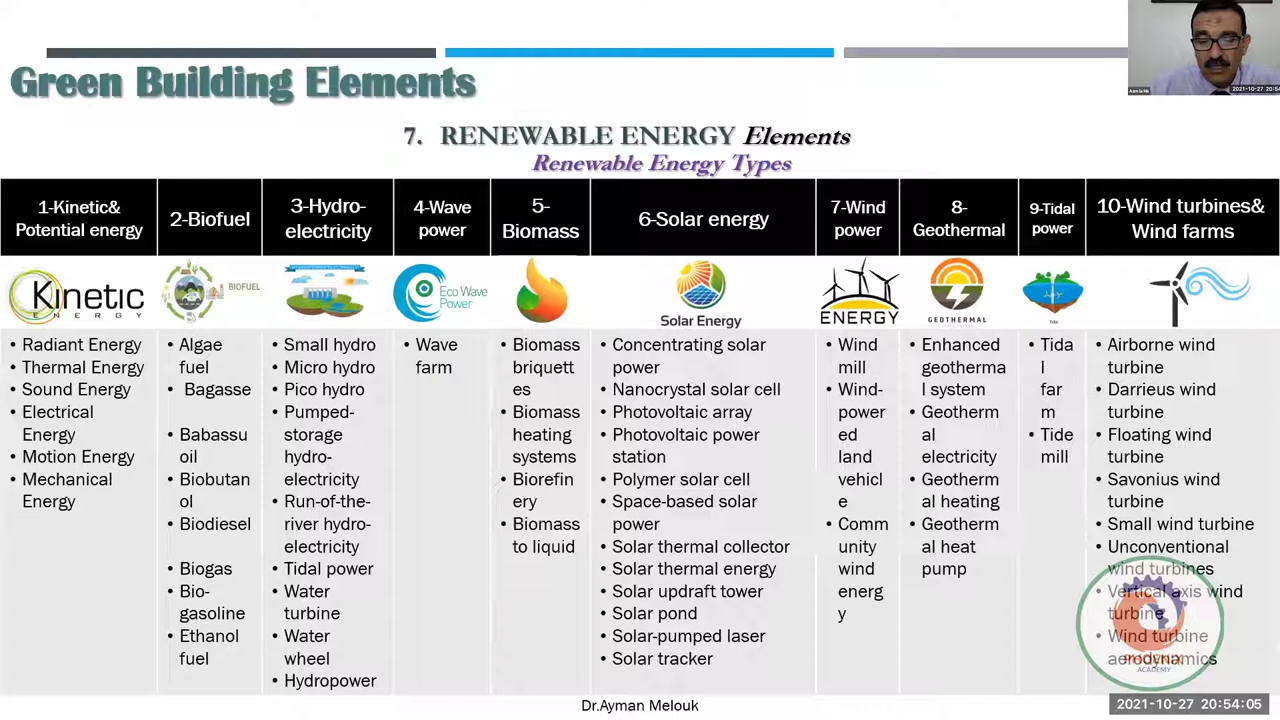 Green Building Elements
7. RENEWABLE ENERGY Elements
Renewable Energy Types
1-Kinetic&
Potential energy
2-Biofuel
3-Hydro-
electricity
4-Wave
power
5-
Biomass
6-Solar energy
7-Wind
power
8-
Geothermal
9-Tidal
power
10-Wind turbines&
Wind farms
Kinetic
ENERGY
BIOFUEL
Eco Wave
Power
Solar Energy
ENERGY
GEOTHERMAL
• Radiant Energy
• Thermal Energy
• Sound Energy
• Electrical
Energy
• Motion Energy
• Mechanical
Energy
• Algae
fuel
• Bagasse
• Babassu
oil
• Biobutan
ol
• Biodiesel
• Biogas
• Bio-
gasoline
• Ethanol
fuel
• Small hydro
• Micro hydro
• Pico hydro
• Pumped-
storage
hydro-
electricity
• Run-of-the-
river hydro-
electricity
• Tidal power
• Water
turbine
• Water
wheel
• Hydropower
• Wave
farm
• Biomass
briquett
es
• Biomass
heating
systems
• Biorefin
ery
• Biomass
to liquid
• Concentrating solar
power
• Nanocrystal solar cell
• Photovoltaic array
• Photovoltaic power
station
• Polymer solar cell
• Space-based solar
power
• Solar thermal collector
• Solar thermal energy
• Solar updraft tower
• Solar pond
• Solar-pumped laser
• Solar tracker
• Wind
mill
• Wind-
power
ed
land
vehicl
e
• Comm
unity
wind
energ
y
• Enhanced
geotherma
l system
• Geotherm
al
electricity
• Geotherm
al heating
• Geotherm
al heat
pump
• Tida
l
far
m
• Tide
mill
• Airborne wind
turbine
• Darrieus wind
turbine
• Floating wind
turbine
• Savonius wind
turbine
• Small wind turbine
• Unconventional
wind turbines
• Vertical axis wind
turbine
• Wind turbine
aerodynamics
PHOENIX
ACADEMY
Dr.Ayman Melouk
2021-10-27 20:54:05
2021-10-27 20:54